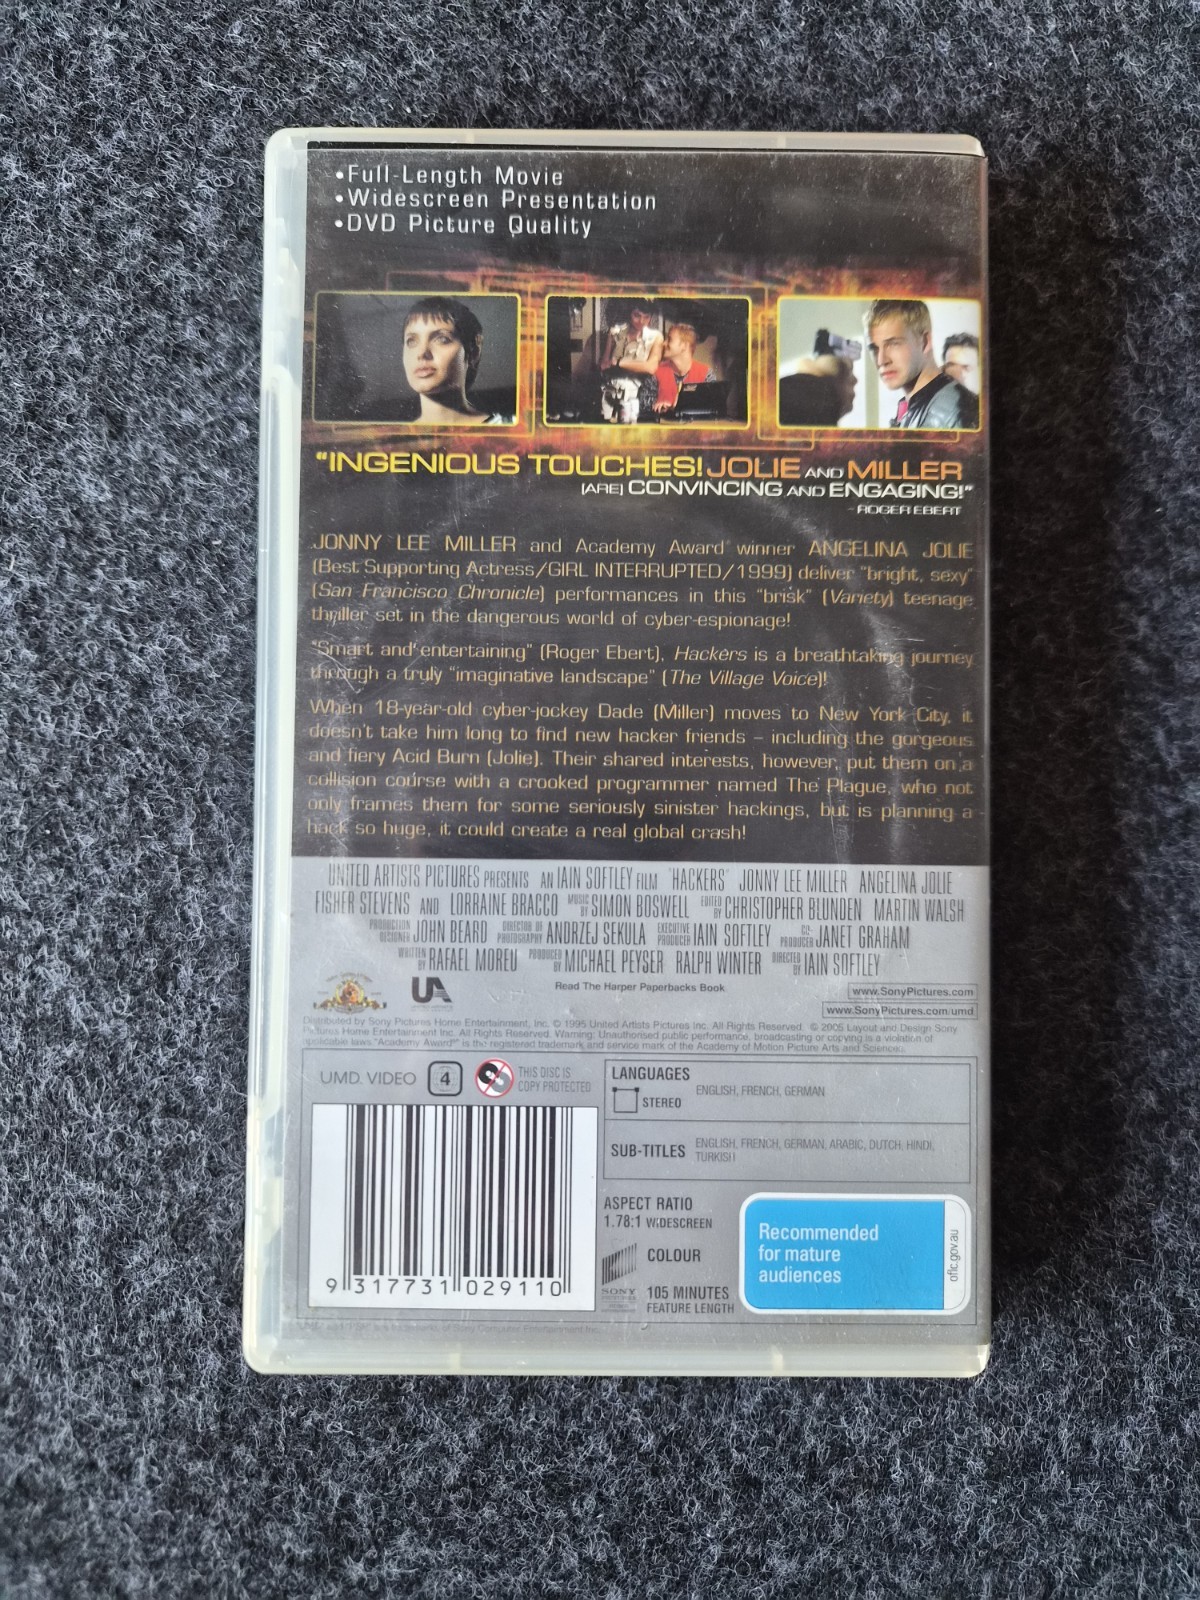 •Full-Length Movie
•Widescreen Presentation
•DVD Picture Quality
"INGENIOUS TOUCHES! JOLIE AND MILLER
[ARE] CONVINCING AND ENGAGING!"
- ROGER EBERT
JONNY LEE MILLER and Academy Award winner ANGELINA JOLIE
(Best Supporting Actress/GIRL INTERRUPTED/1999) deliver "bright, sexy"
(San Francisco Chronicle) performances in this "brisk" (Variety) teenage
thriller set in the dangerous world of cyber-espionage!
"Smart and entertaining" (Roger Ebert), Hackers is a breathtaking journey
through a truly "imaginative landscape" (The Village Voice)!
When 18-year-old cyber-jockey Dade (Miller) moves to New York City, it
doesn't take him long to find new hacker friends – including the gorgeous
and fiery Acid Burn (Jolie). Their shared interests, however, put them on a
collision course with a crooked programmer named The Plague, who not
only frames them for some seriously sinister hackings, but is planning a
hack so huge, it could create a real global crash!
UNITED ARTISTS PICTURES PRESENTS AN IAIN SOFTLEY FILM "HACKERS" JONNY LEE MILLER ANGELINA JOLIE
FISHER STEVENS AND LORRAINE BRACCO MUSIC BY SIMON BOSWELL EDITED BY CHRISTOPHER BLUNDEN MARTIN WALSH
PRODUCTION DESIGNER JOHN BEARD DIRECTOR OF PHOTOGRAPHY ANDRZEJ SEKULA EXECUTIVE PRODUCER IAIN SOFTLEY CO-PRODUCER JANET GRAHAM
WRITTEN BY RAFAEL MOREU PRODUCED BY MICHAEL PEYSER RALPH WINTER DIRECTED BY IAIN SOFTLEY
UA
Read The Harper Paperbacks Book
www.SonyPictures.com
www.SonyPictures.com/umd
Distributed by Sony Pictures Home Entertainment, Inc. © 1995 United Artists Pictures Inc. All Rights Reserved. © 2005 Layout and Design Sony
Pictures Home Entertainment Inc. All Rights Reserved. Warning: Unauthorised public performance, broadcasting or copying is a violation of
applicable laws. "Academy Award®" is the registered trademark and service mark of the Academy of Motion Picture Arts and Sciences.
UMD. VIDEO 4 THIS DISC IS
COPY PROTECTED
LANGUAGES
STEREO
ENGLISH, FRENCH, GERMAN
SUB-TITLES
ENGLISH, FRENCH, GERMAN, ARABIC, DUTCH, HINDI,
TURKISH
ASPECT RATIO
1.78:1 WIDESCREEN
COLOUR
SONY
105 MINUTES
FEATURE LENGTH
Recommended
for mature
audiences
oflc.gov.au
9 317731 029110